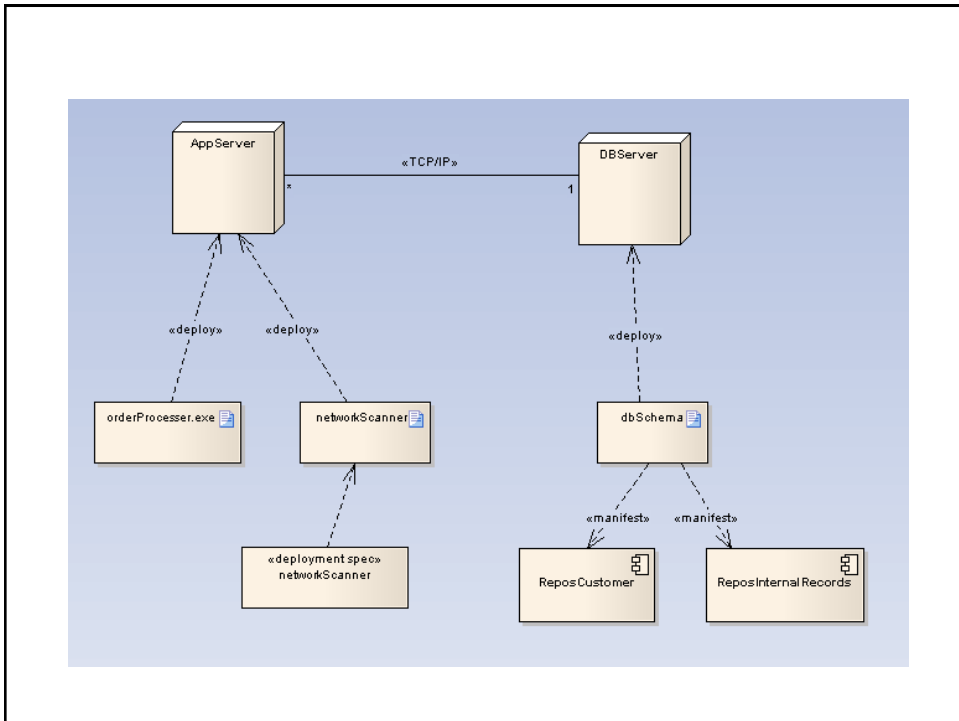 AppServer
DBServer
«TCP/IP»
*
1
«deploy»
«deploy»
«deploy»
orderProcesser.exe
networkScanner
dbSchema
«manifest»
«manifest»
«deployment spec»
networkScanner
ReposCustomer
ReposInternalRecords